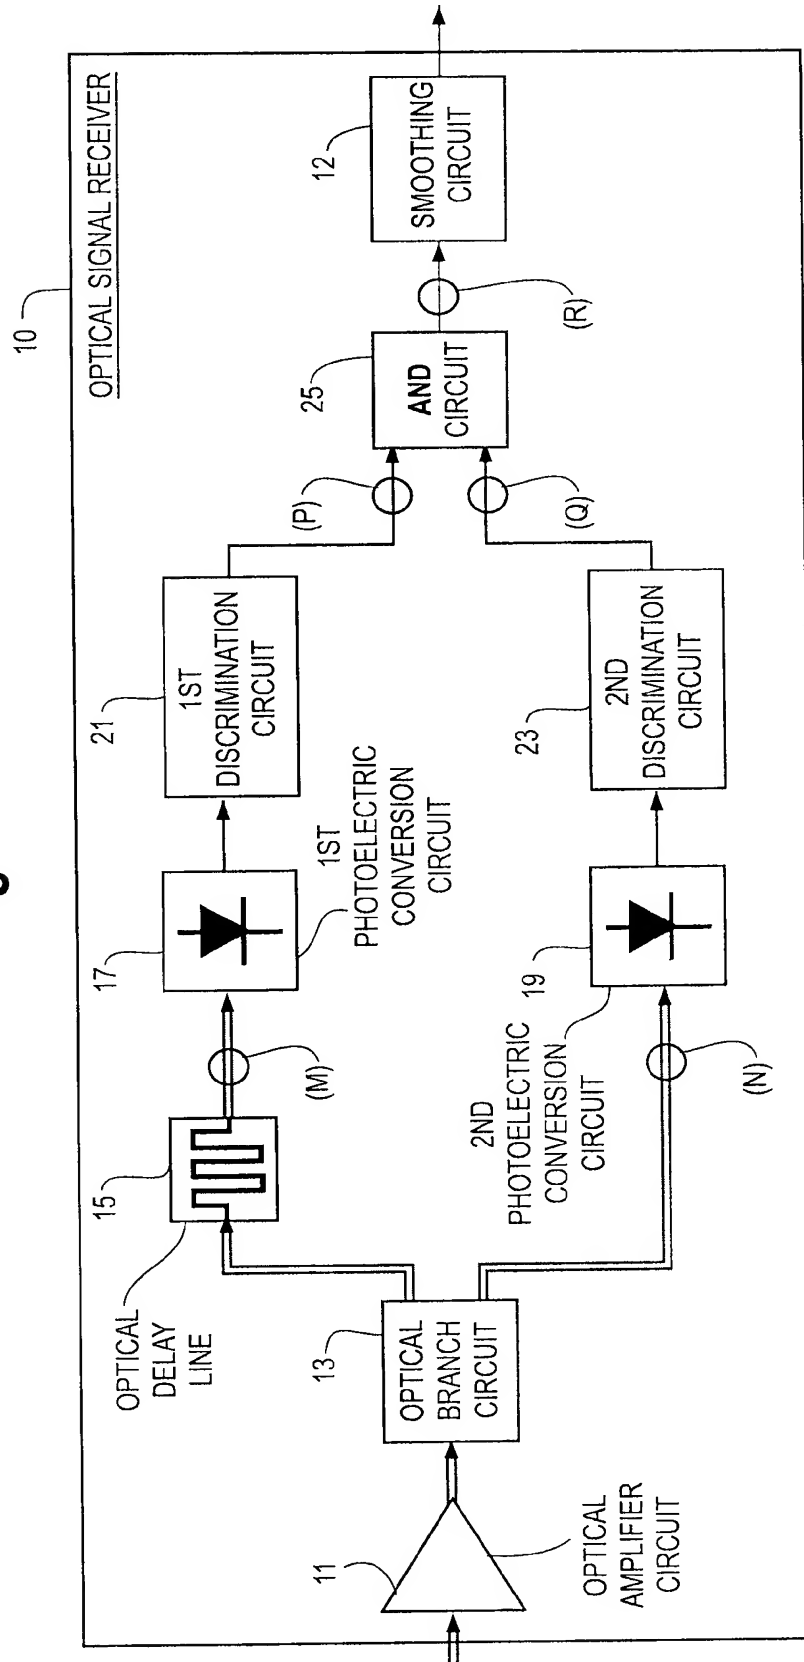 10
OPTICAL SIGNAL RECEIVER
11
OPTICAL
AMPLIFIER
CIRCUIT
13
OPTICAL
BRANCH
CIRCUIT
OPTICAL
DELAY
LINE
15
(M)
17
1ST
PHOTOELECTRIC
CONVERSION
CIRCUIT
21
1ST
DISCRIMINATION
CIRCUIT
(P)
2ND
PHOTOELECTRIC
CONVERSION
CIRCUIT
19
(N)
23
2ND
DISCRIMINATION
CIRCUIT
(Q)
25
AND
CIRCUIT
(R)
12
SMOOTHING
CIRCUIT